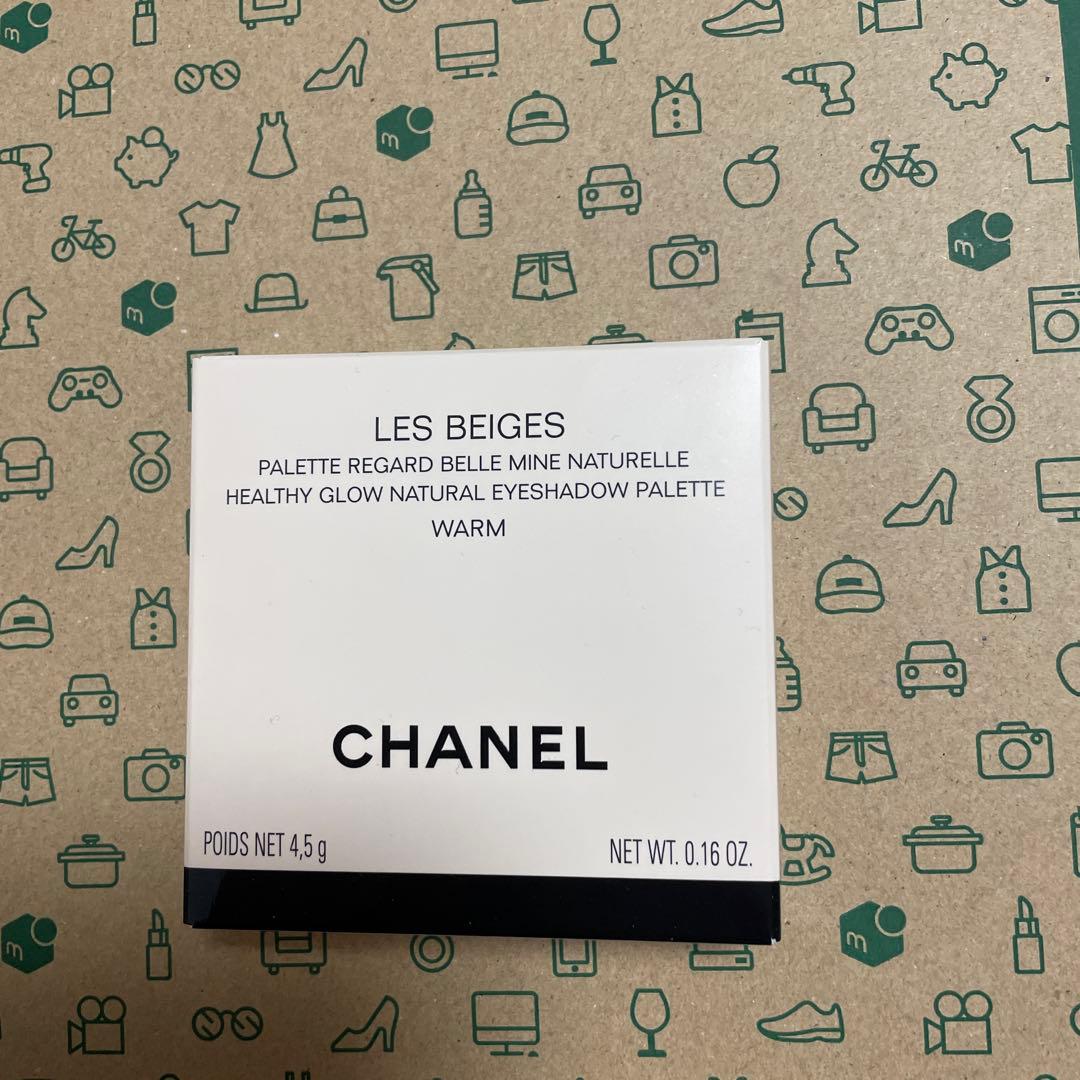 LES BEIGES
PALETTE REGARD BELLE MINE NATURELLE
HEALTHY GLOW NATURAL EYESHADOW PALETTE
WARM
CHANEL
POIDS NET 4,5 g
NET WT. 0.16 OZ.
m
m
m
m
m
m